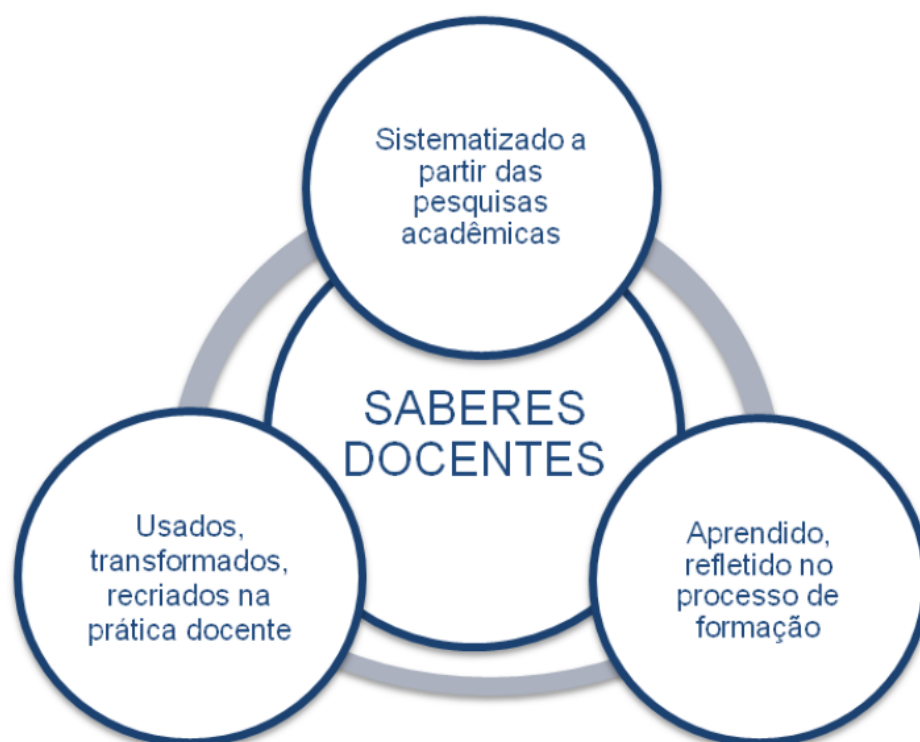 Sistematizado a
partir das
pesquisas
acadêmicas
SABERES
DOCENTES
Usados,
transformados,
recriados na
prática docente
Aprendido,
refletido no
processo de
formação